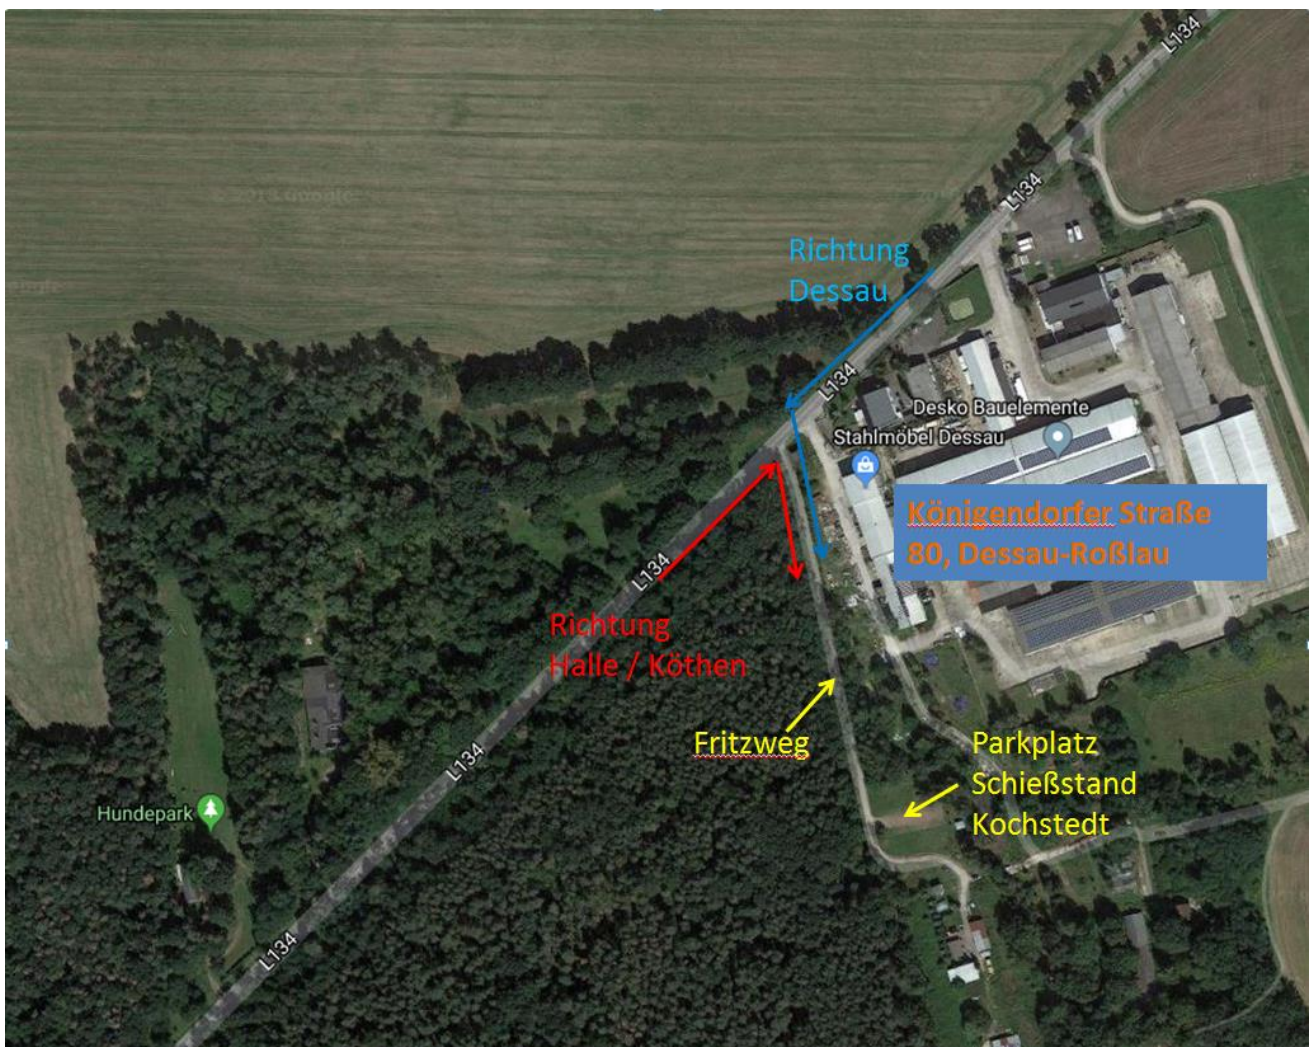 L134
L134
Richtung
Dessau
L134
Desko Bauelemente
Stahlmöbel Dessau
Königendorfer Straße
80, Dessau-Roßlau
L134
Richtung
Halle / Köthen
Fritzweg
Parkplatz
Schießstand
Kochstedt
L134
Hundepark
L134